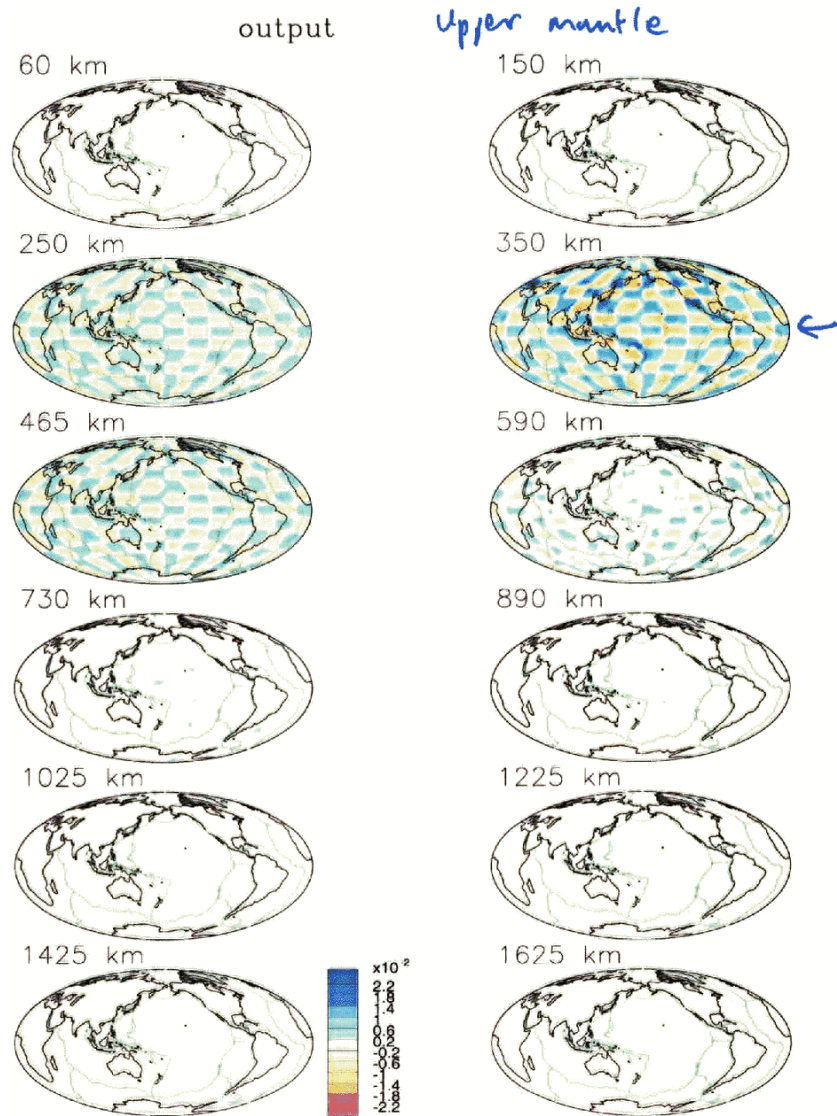 output
Upper mantle
60 km
150 km
250 km
350 km
465 km
590 km
730 km
890 km
1025 km
1225 km
1425 km
1625 km
x10⁻²
2.2
1.8
1.4
1
0.6
0.2
-0.2
-0.6
-1
-1.4
-1.8
-2.2